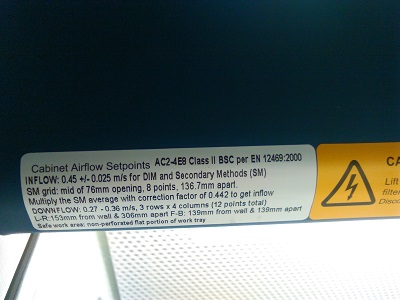 Cabinet Airflow Setpoints AC2-4E8 Class II BSC per EN 12469:2000
INFLOW: 0.45 +/- 0.025 m/s for DIM and Secondary Methods (SM)
SM grid: mid of 76mm opening, 8 points, 136.7mm apart.
Multiply the SM average with correction factor of 0.442 to get inflow
DOWNFLOW: 0.27 - 0.36 m/s, 3 rows x 4 columns (12 points total)
L-R: 153mm from wall & 306mm apart F-B: 139mm from wall & 139mm apart
Safe work area: non-perforated flat portion of work tray
CA
Lift
filter
Disco